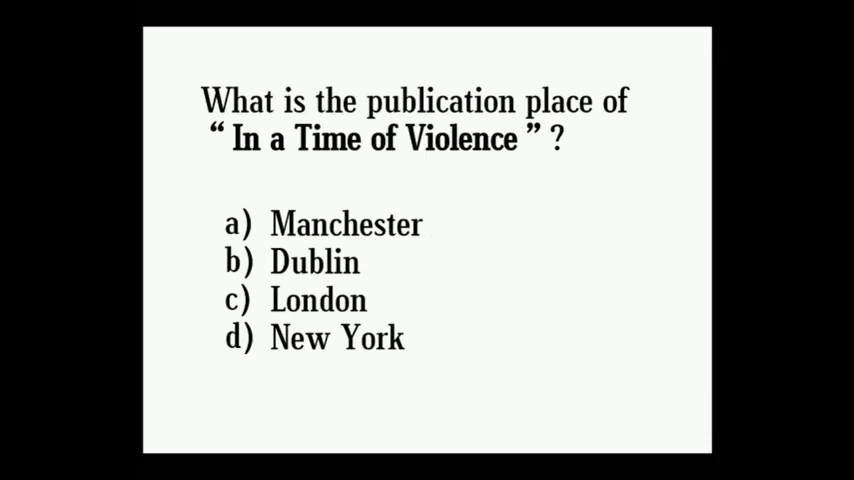 What is the publication place of
“ In a Time of Violence ” ?
a) Manchester
b) Dublin
c) London
d) New York